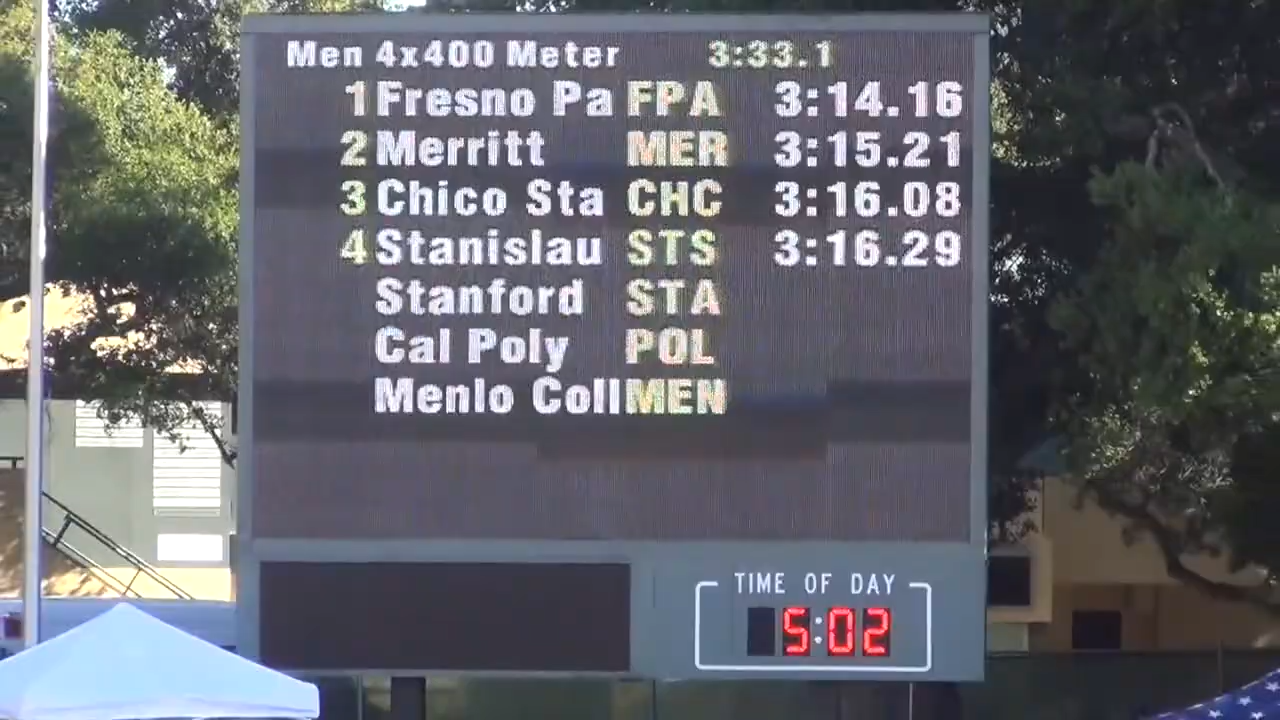 Men 4x400 Meter 3:33.1
1 Fresno Pa FPA 3:14.16
2 Merritt MER 3:15.21
3 Chico Sta CHC 3:16.08
4 Stanislau STS 3:16.29
Stanford STA
Cal Poly POL
Menlo Coll MEN
TIME OF DAY
5:02